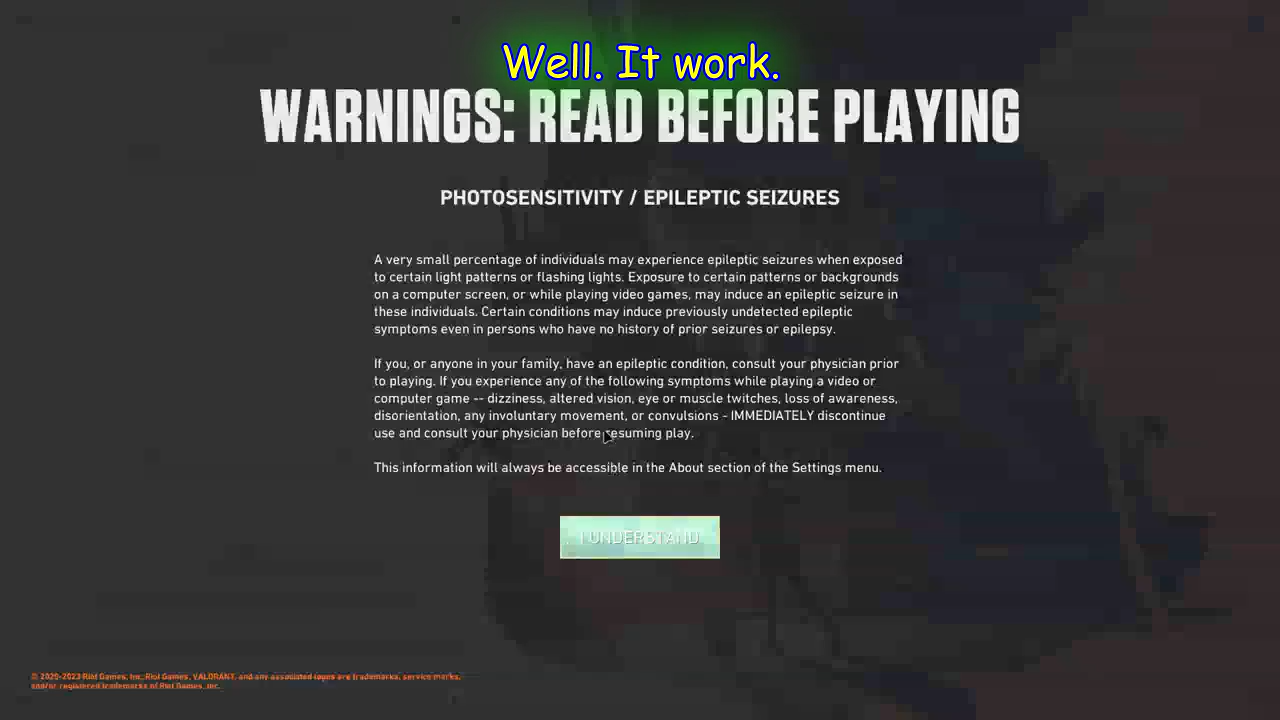 Well. It work.
WARNINGS: READ BEFORE PLAYING
PHOTOSENSITIVITY / EPILEPTIC SEIZURES
A very small percentage of individuals may experience epileptic seizures when exposed
to certain light patterns or flashing lights. Exposure to certain patterns or backgrounds
on a computer screen, or while playing video games, may induce an epileptic seizure in
these individuals. Certain conditions may induce previously undetected epileptic
symptoms even in persons who have no history of prior seizures or epilepsy.
If you, or anyone in your family, have an epileptic condition, consult your physician prior
to playing. If you experience any of the following symptoms while playing a video or
computer game -- dizziness, altered vision, eye or muscle twitches, loss of awareness,
disorientation, any involuntary movement, or convulsions - IMMEDIATELY discontinue
use and consult your physician before resuming play.
This information will always be accessible in the About section of the Settings menu.
I UNDERSTAND
© 2020-2023 Riot Games, Inc. Riot Games, VALORANT, and any associated logos are trademarks, service marks,
and/or registered trademarks of Riot Games, Inc.